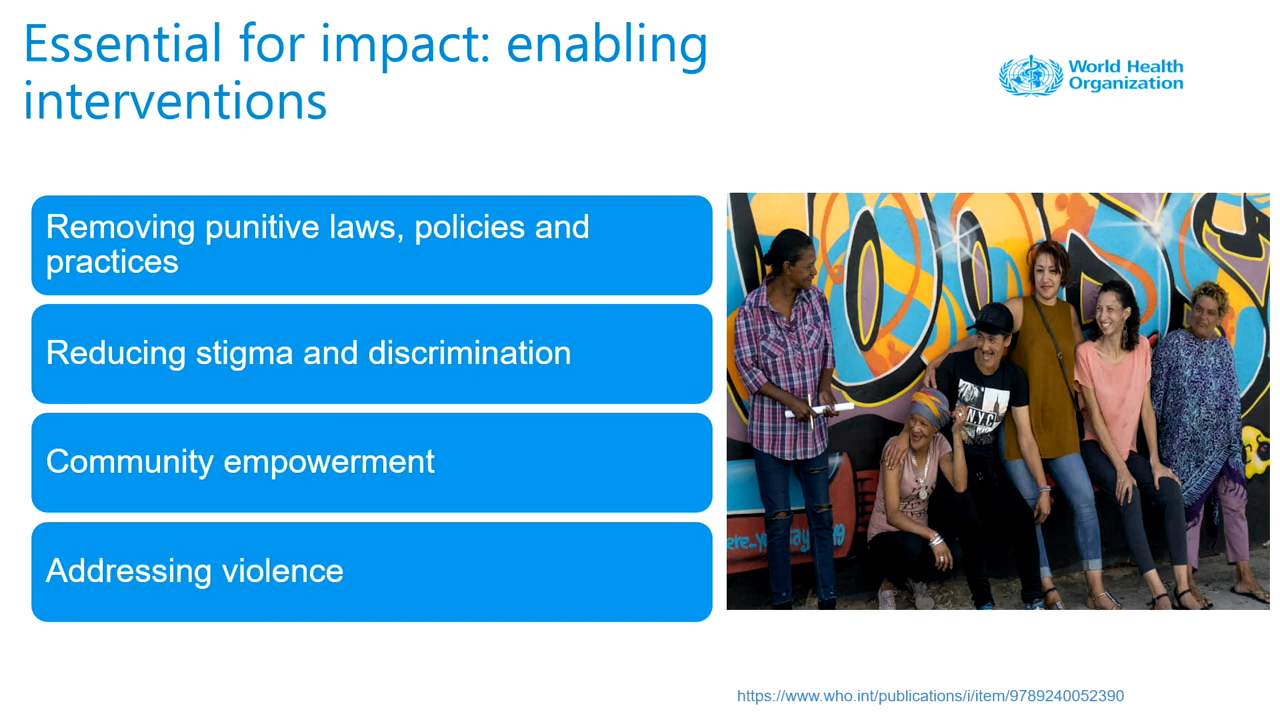 Essential for impact: enabling
interventions
World Health
Organization
Removing punitive laws, policies and
practices
Reducing stigma and discrimination
Community empowerment
Addressing violence
N.Y.C
https://www.who.int/publications/i/item/9789240052390